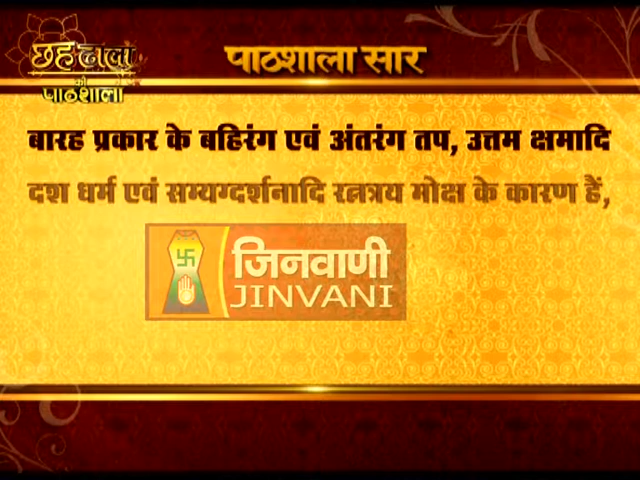 छहढाला
की
पाठशाला
पाठशाला सार
बारह प्रकार के बहिरंग एवं अंतरंग तप, उत्तम क्षमादि
दश धर्म एवं सम्यग्दर्शनादि रत्नत्रय मोक्ष के कारण हैं,
जिनवाणी
JINVANI